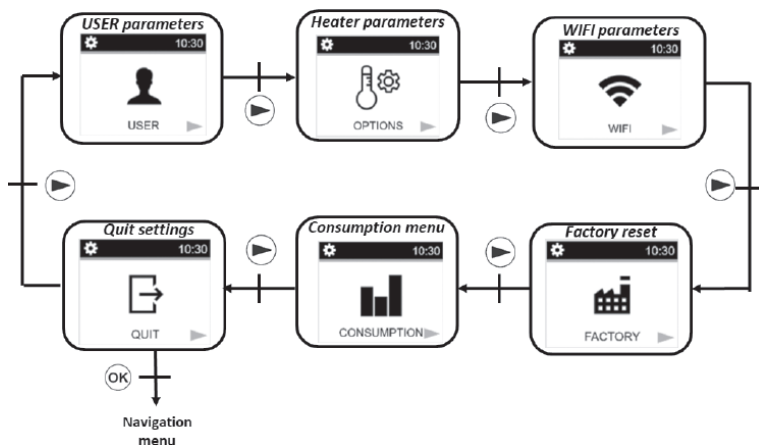 USER parameters
10:30
USER
Heater parameters
10:30
OPTIONS
WIFI parameters
10:30
WIFI
Quit settings
10:30
QUIT
Consumption menu
10:30
CONSUMPTION
Factory reset
10:30
FACTORY
OK
Navigation
menu